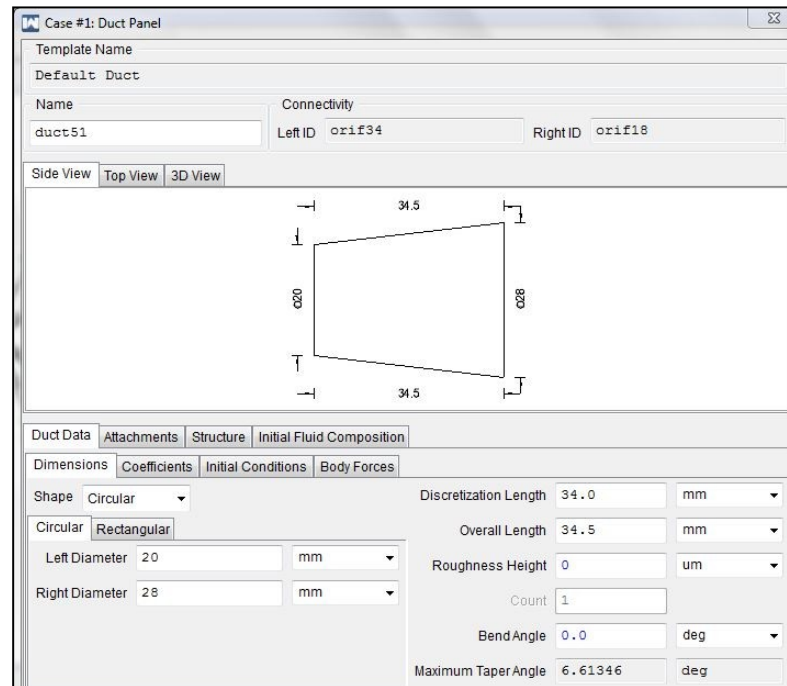 Case #1: Duct Panel
Template Name
Default Duct
Name
Connectivity
duct51
Left ID orif34 Right ID orif18
Side View Top View 3D View
34.5
Ø20
Ø28
34.5
Duct Data Attachments Structure Initial Fluid Composition
Dimensions Coefficients Initial Conditions Body Forces
Shape Circular
Discretization Length 34.0 mm
Circular Rectangular
Overall Length 34.5 mm
Left Diameter 20 mm
Roughness Height 0 um
Right Diameter 28 mm
Count 1
Bend Angle 0.0 deg
Maximum Taper Angle 6.61346 deg